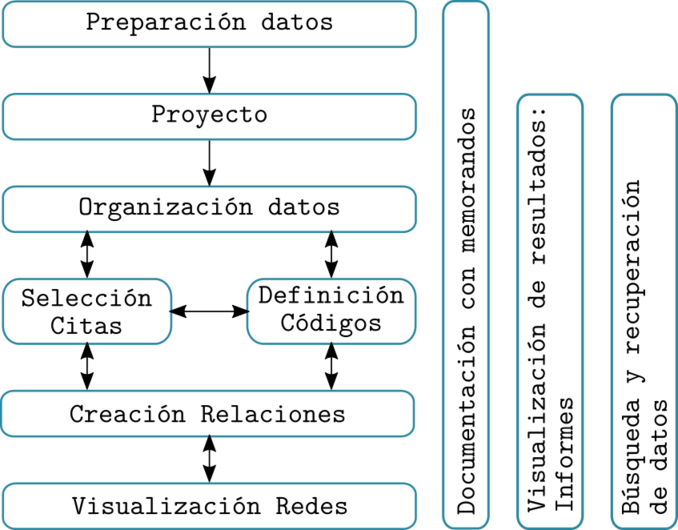 Preparación datos
Proyecto
Organización datos
Selección
Citas
Definición
Códigos
Creación Relaciones
Visualización Redes
Documentación con memorandos
Visualización de resultados:
Informes
Búsqueda y recuperación
de datos